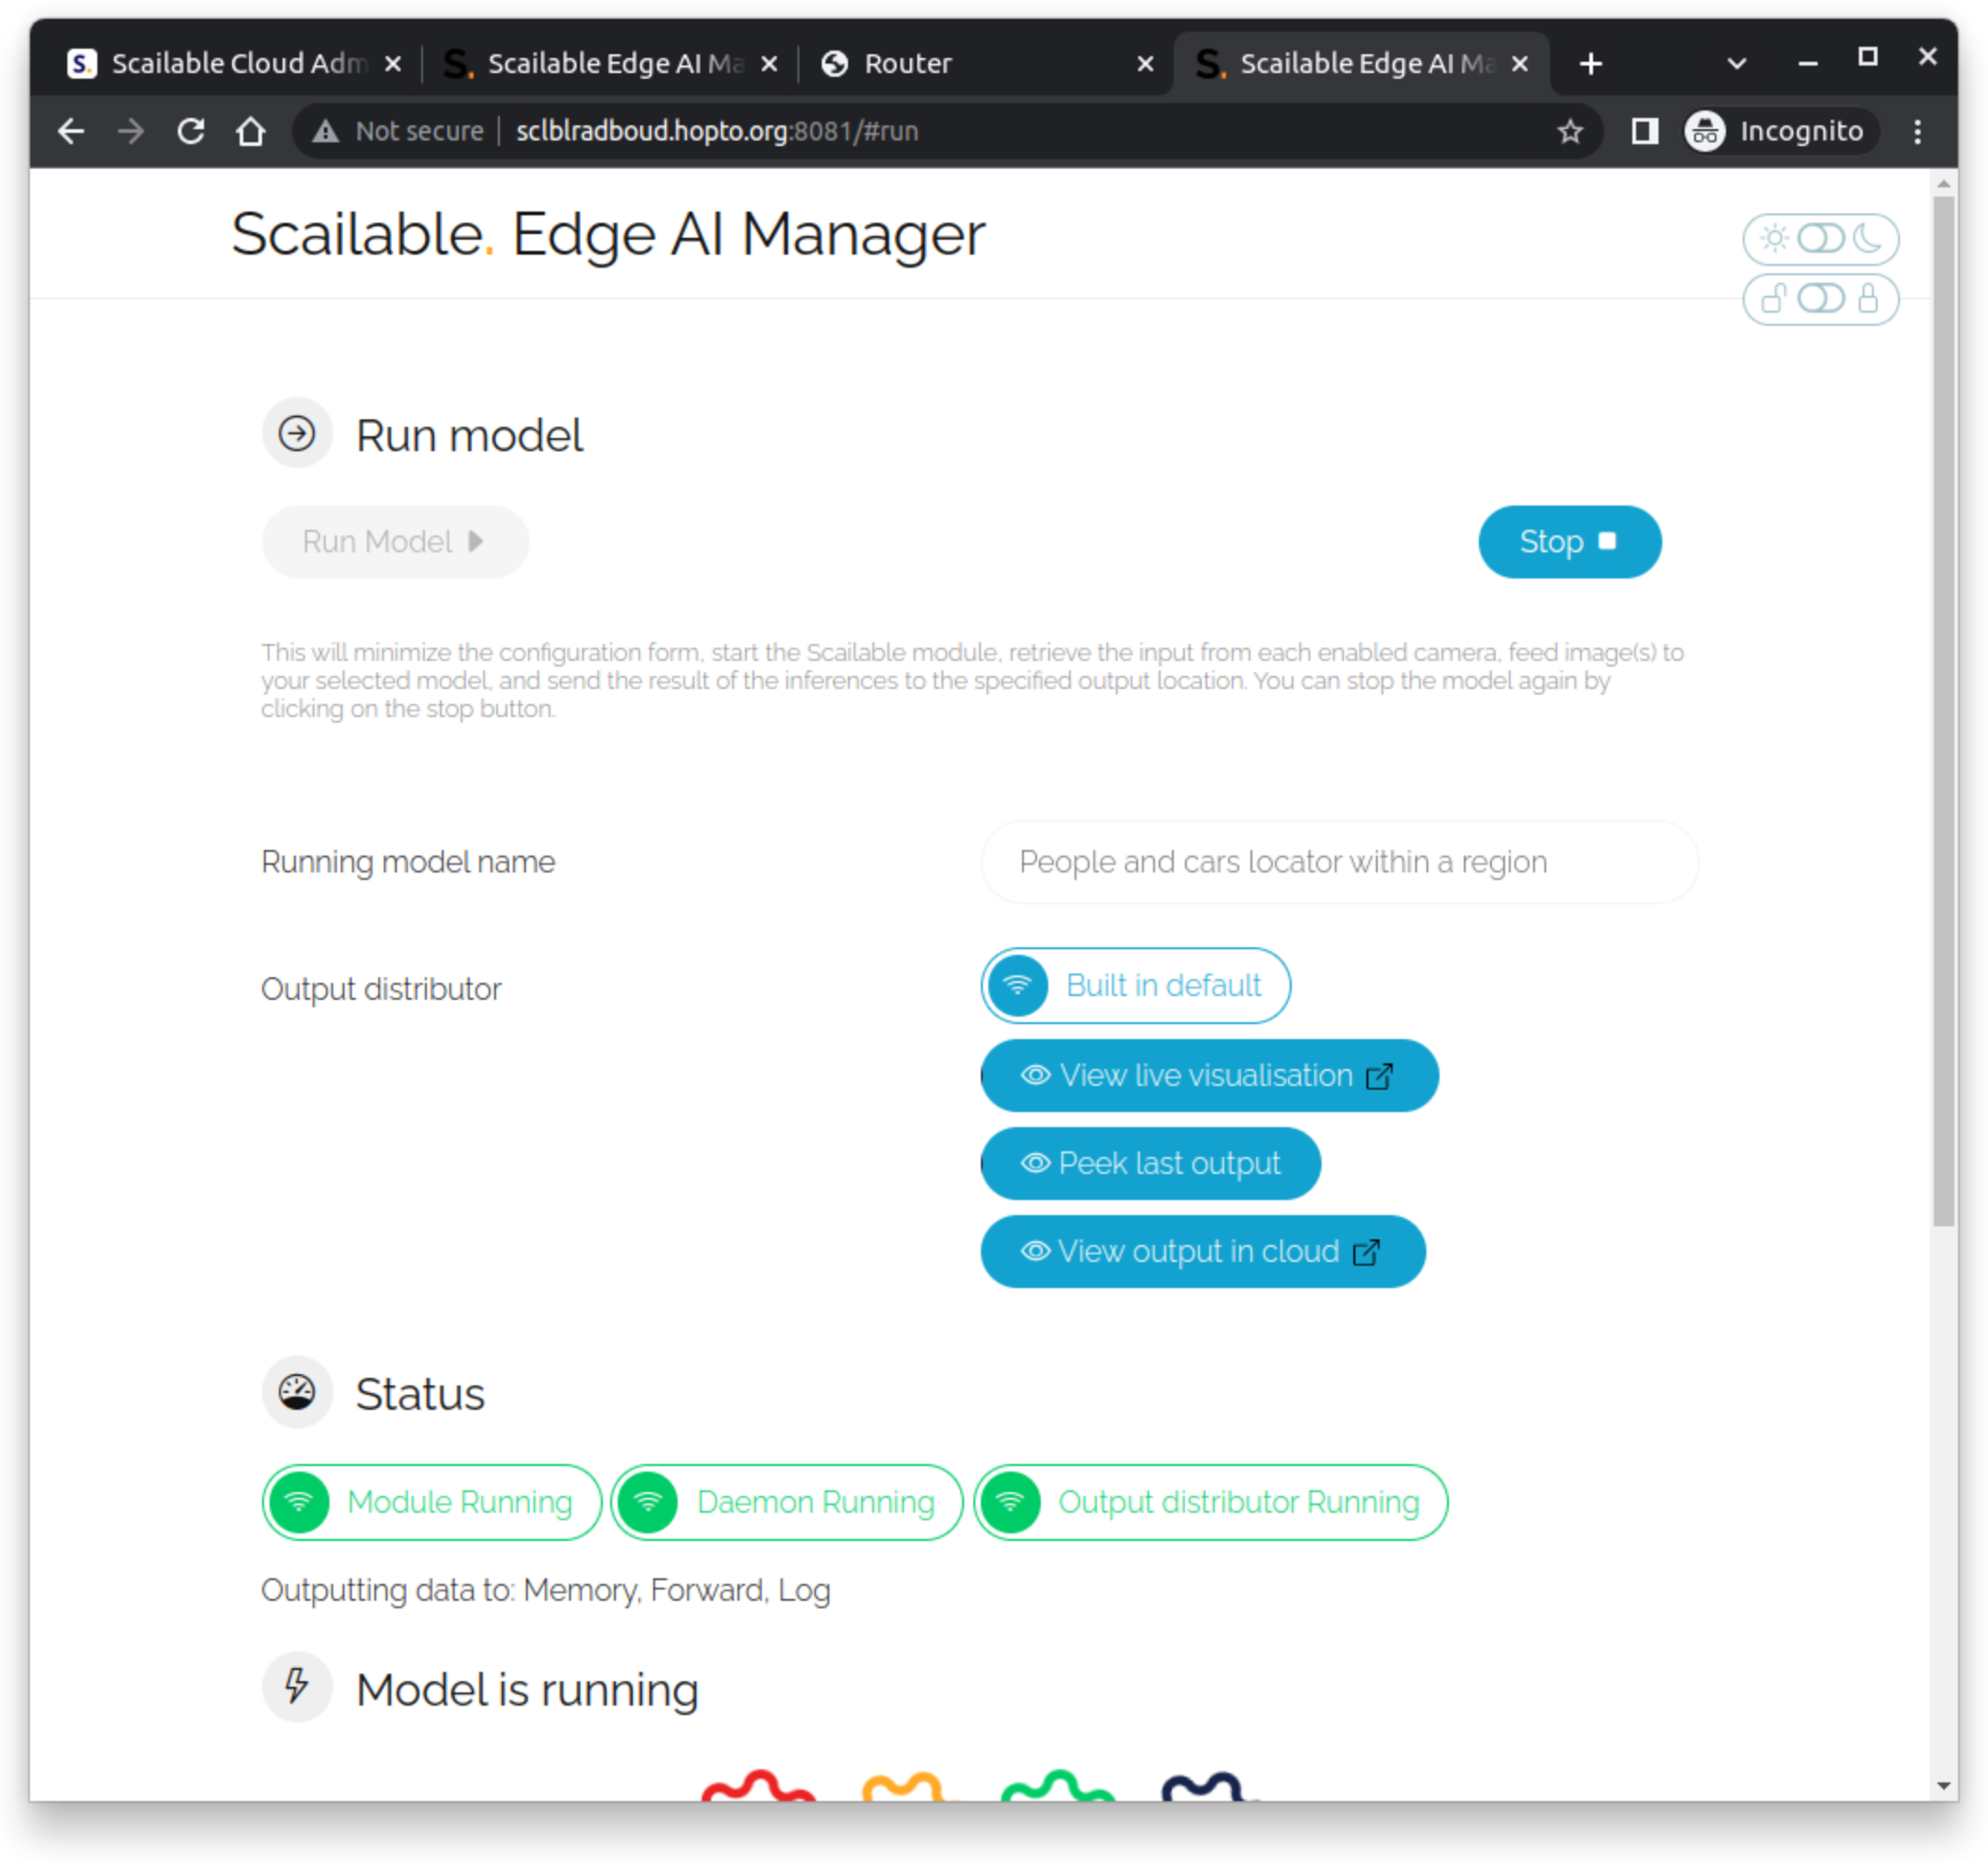 S. Scailable Cloud Adm
S. Scailable Edge AI Ma
Router
S. Scailable Edge AI Ma
Not secure
sclblradboud.hopto.org:8081/#run
Incognito
Scailable. Edge AI Manager
Run model
Run Model
Stop
This will minimize the configuration form, start the Scailable module, retrieve the input from each enabled camera, feed image(s) to
your selected model, and send the result of the inferences to the specified output location. You can stop the model again by
clicking on the stop button.
Running model name
People and cars locator within a region
Output distributor
Built in default
View live visualisation
Peek last output
View output in cloud
Status
Module Running
Daemon Running
Output distributor Running
Outputting data to: Memory, Forward, Log
Model is running